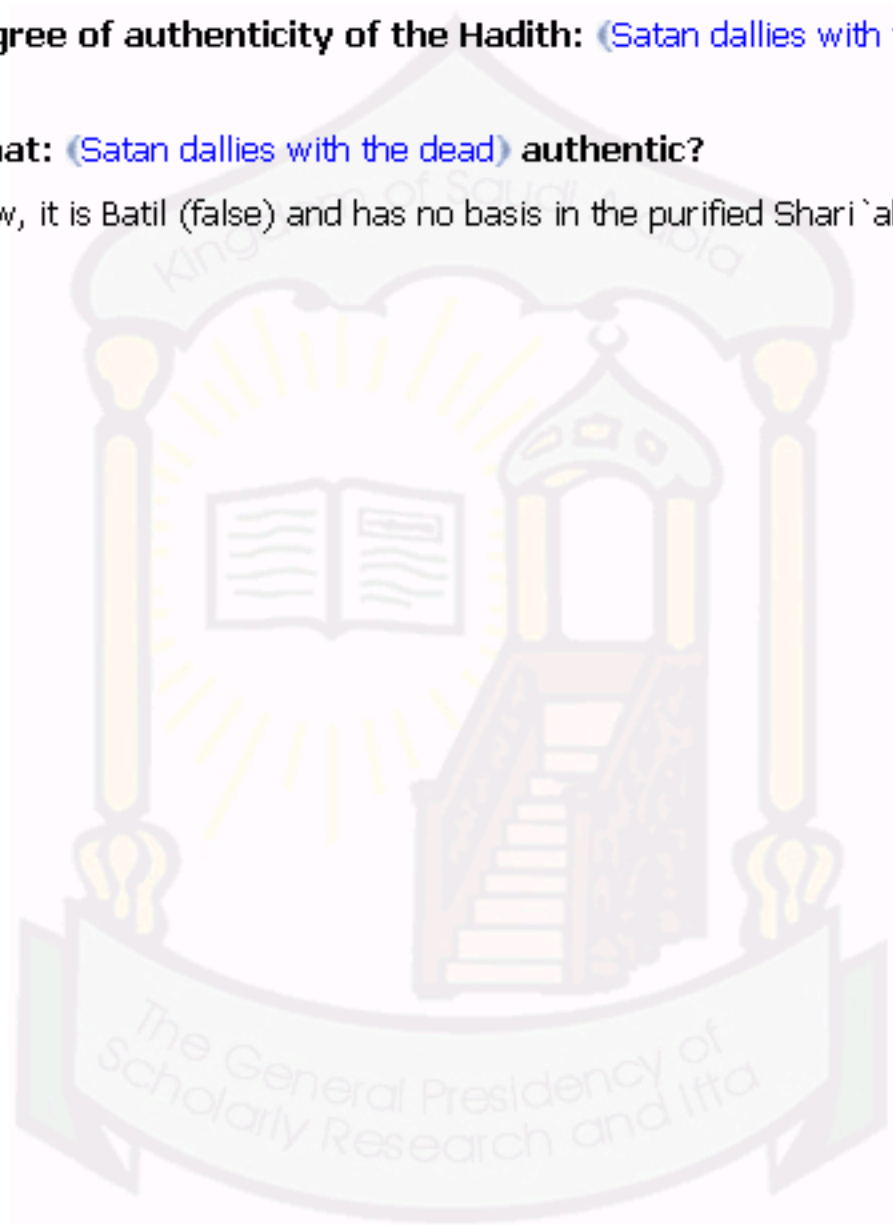 gree of authenticity of the Hadith: (Satan dallies with
hat: (Satan dallies with the dead) authentic?
w, it is Batil (false) and has no basis in the purified Shari`ah
Kingdom of Saudi Arabia
The General Presidency of
Scholarly Research and Ifta